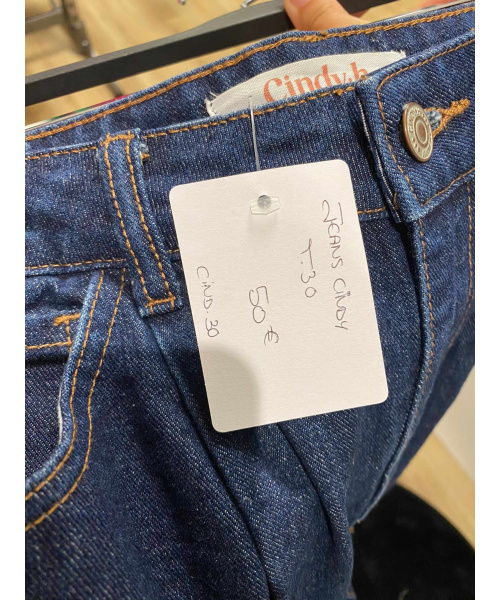 Cindy.h
JEANS CINDY
T.30
50 €
CIND. 30